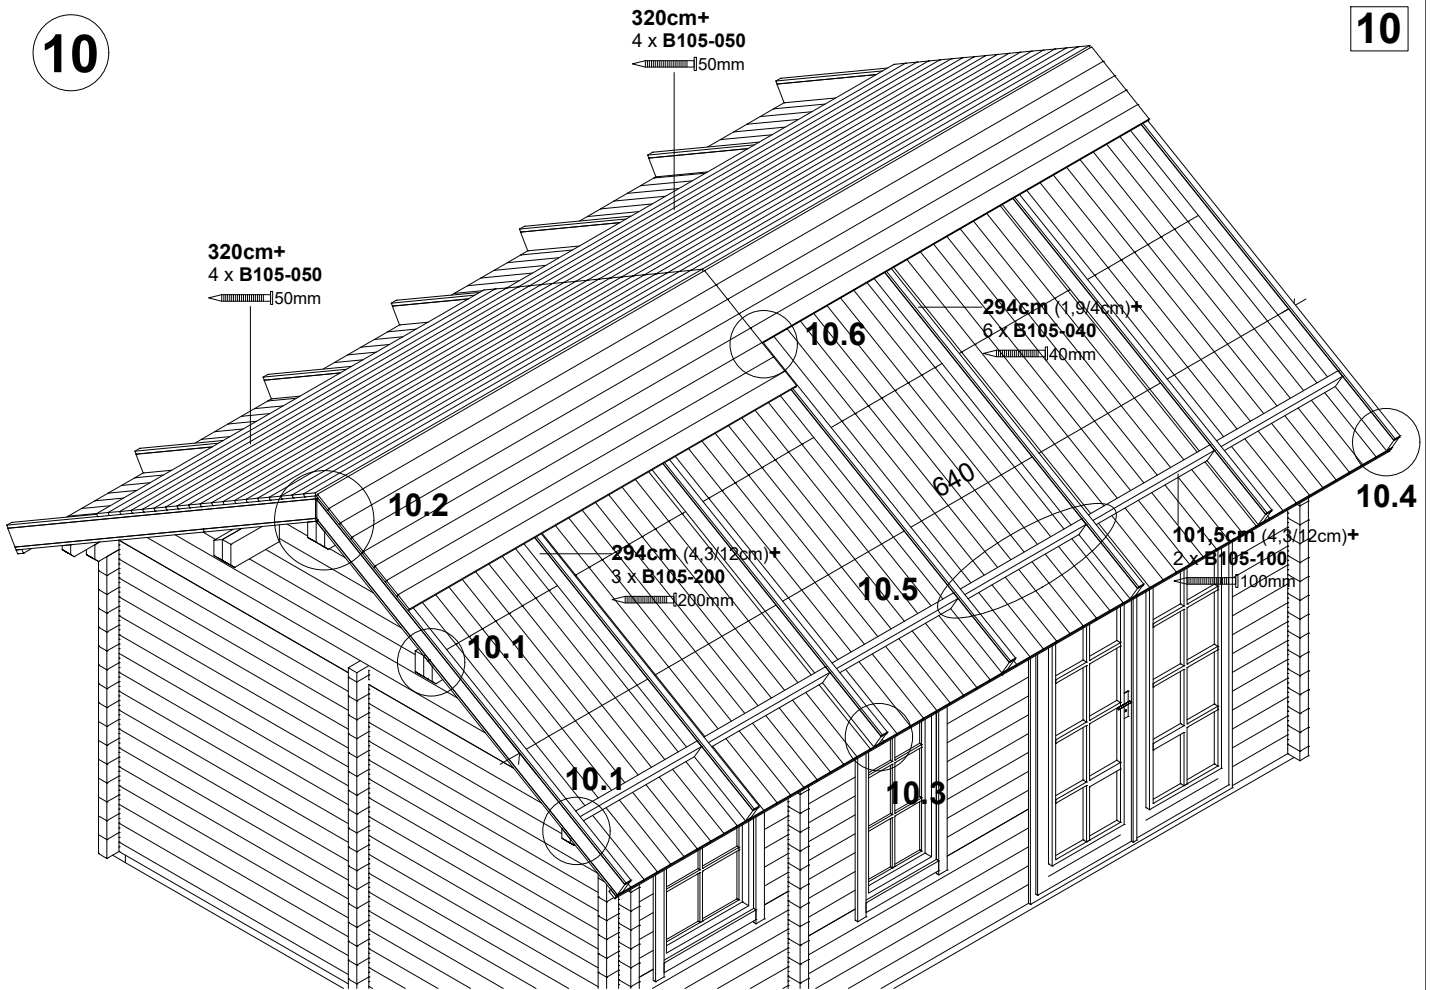 10
320cm+
4 x B105-050
50mm
10
320cm+
4 x B105-050
50mm
294cm (1,9/4cm)+
6 x B105-040
40mm
10.6
640
10.2
10.4
294cm (4,3/12cm)+
3 x B105-200
200mm
101,5cm (4,3/12cm)+
2 x B105-100
100mm
10.5
10.1
10.1
10.3